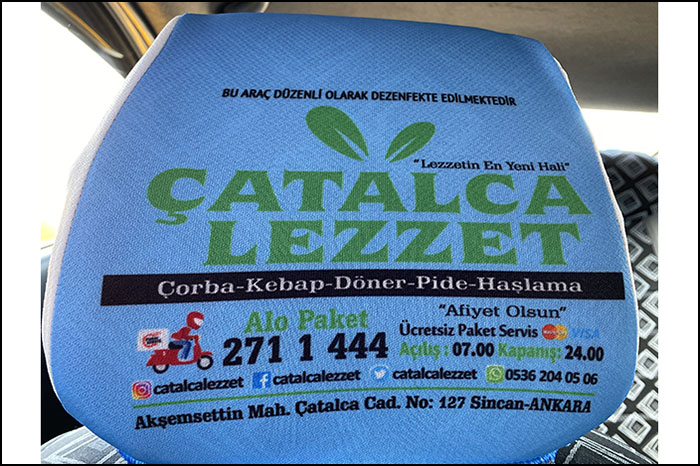 BU ARAÇ DÜZENLİ OLARAK DEZENFEKTE EDİLMEKTEDİR
"Lezzetin En Yeni Hali"
ÇATALCA
LEZZET
Çorba-Kebap-Döner-Pide-Haşlama
Alo Paket
271 1 444
"Afiyet Olsun"
Ücretsiz Paket Servis MasterCard VISA
Açılış : 07.00 Kapanış: 24.00
catalcalezzet catalcalezzet catalcalezzet 0536 204 05 06
Akşemsettin Mah. Çatalca Cad. No: 127 Sincan-ANKARA